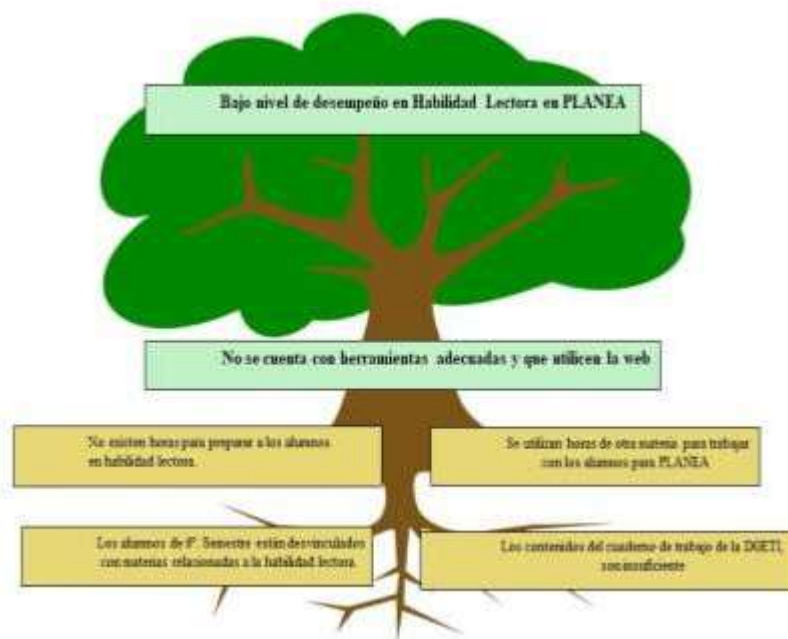 Bajo nivel de desempeño en Habilidad Lectora en PLANEA
No se cuenta con herramientas adecuadas y que utilicen la web
No existen horas para preparar a los alumnos
en habilidad lectora.
Se utilizan horas de otra materia para trabajar
con los alumnos para PLANEA
Los alumnos de 6°. Semestre están desvinculados
con materias relacionadas a la habilidad lectora.
Los contenidos del cuaderno de trabajo de la DGETI,
son insuficiente